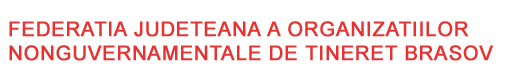 FEDERATIA JUDETEANA A ORGANIZATIILOR
NONGUVERNAMENTALE DE TINERET BRASOV